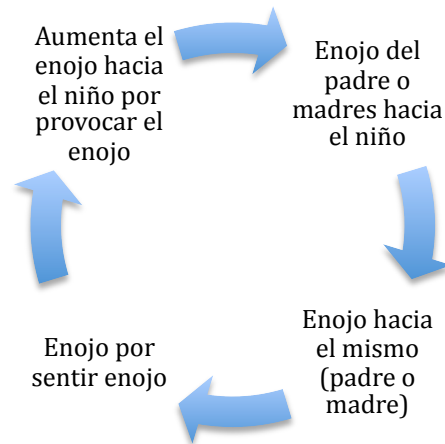 Aumenta el
enojo hacia
el niño por
provocar el
enojo
Enojo del
padre o
madres hacia
el niño
Enojo hacia
el mismo
(padre o
madre)
Enojo por
sentir enojo